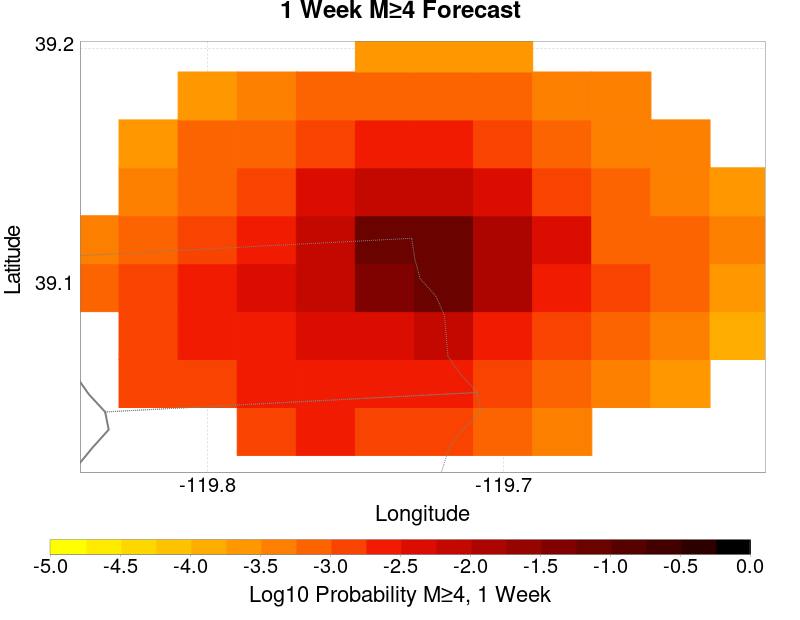 1 Week M≥4 Forecast
39.2
39.1
Latitude
-119.8 -119.7
Longitude
-5.0 -4.5 -4.0 -3.5 -3.0 -2.5 -2.0 -1.5 -1.0 -0.5 0.0
Log10 Probability M≥4, 1 Week